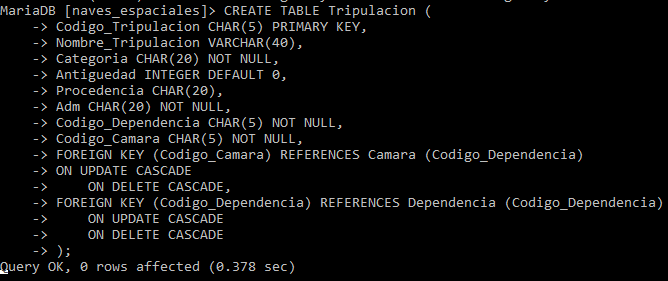 MariaDB [naves_espaciales]> CREATE TABLE Tripulacion (
    -> Codigo_Tripulacion CHAR(5) PRIMARY KEY,
    -> Nombre_Tripulacion VARCHAR(40),
    -> Categoria CHAR(20) NOT NULL,
    -> Antiguedad INTEGER DEFAULT 0,
    -> Procedencia CHAR(20),
    -> Adm CHAR(20) NOT NULL,
    -> Codigo_Dependencia CHAR(5) NOT NULL,
    -> Codigo_Camara CHAR(5) NOT NULL,
    -> FOREIGN KEY (Codigo_Camara) REFERENCES Camara (Codigo_Dependencia)
    -> ON UPDATE CASCADE
    ->     ON DELETE CASCADE,
    -> FOREIGN KEY (Codigo_Dependencia) REFERENCES Dependencia (Codigo_Dependencia)
    ->     ON UPDATE CASCADE
    ->     ON DELETE CASCADE
    -> );
Query OK, 0 rows affected (0.378 sec)